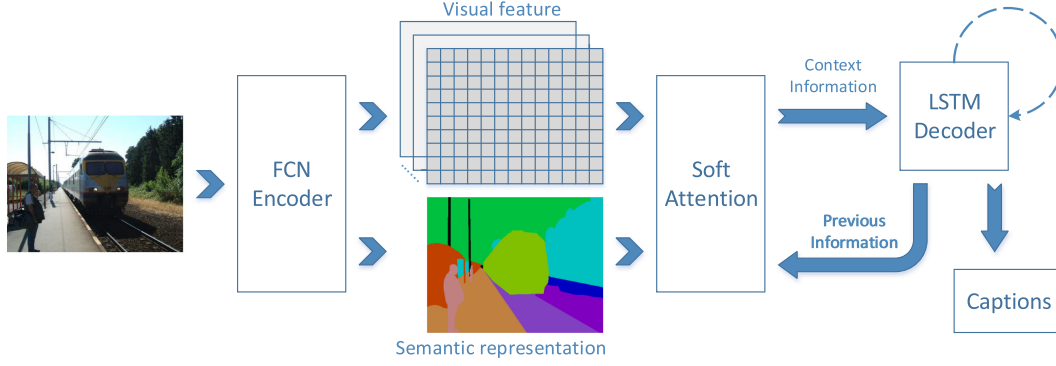 Visual feature
FCN
Encoder
Semantic representation
Soft
Attention
Context
Information
LSTM
Decoder
Previous
Information
Captions